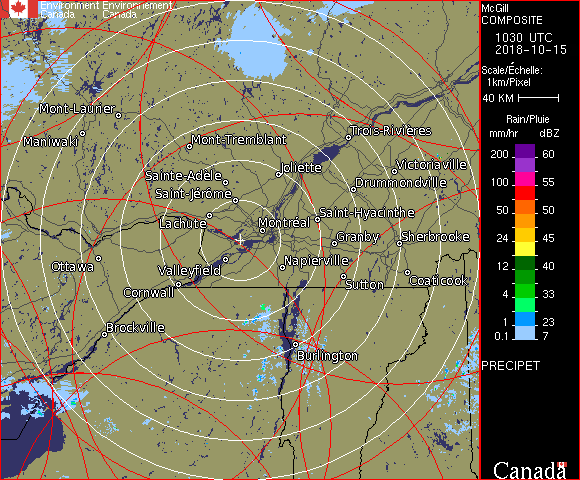 Environment Environnement
Canada Canada
McGill
COMPOSITE
1030 UTC
2018-10-15
Scale/Échelle:
1km/Pixel
40 KM
Rain/Pluie
mm/hr dBZ
200 60
100 55
50 50
24 45
12 40
4 33
1 23
0.1 7
PRECIPET
Canada
Mont-Laurier
Maniwaki
Mont-Tremblant
Trois-Rivières
Joliette
Victoriaville
Sainte-Adèle
Drummondville
Saint-Jérôme
Lachute
Montréal
Saint-Hyacinthe
Granby
Sherbrooke
Ottawa
Valleyfield
Napierville
Cornwall
Sutton
Coaticook
Brockville
Burlington